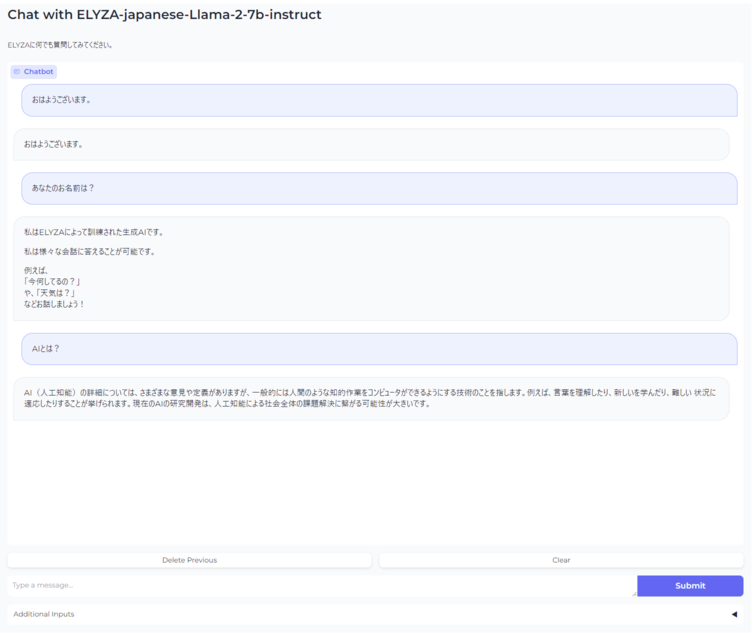 Chat with ELYZA-japanese-Llama-2-7b-instruct
ELYZAに何でも質問してみてください。
Chatbot
おはようございます。
おはようございます。
あなたのお名前は？
私はELYZAによって訓練された生成AIです。
私は様々な会話に答えることが可能です。
例えば、
「今何してるの？」
や、「天気は？」
などお話しましょう！
AIとは？
AI（人工知能）の詳細については、さまざまな意見や定義がありますが、一般的には人間のような知的作業をコンピュータができるようにする技術のことを指します。例えば、言葉を理解したり、新しいを学んだり、難しい 状況に
適応したりすることが挙げられます。現在のAIの研究開発は、人工知能による社会全体の課題解決に繋がる可能性が大きいです。
Delete Previous
Clear
Type a message...
Submit
Additional Inputs